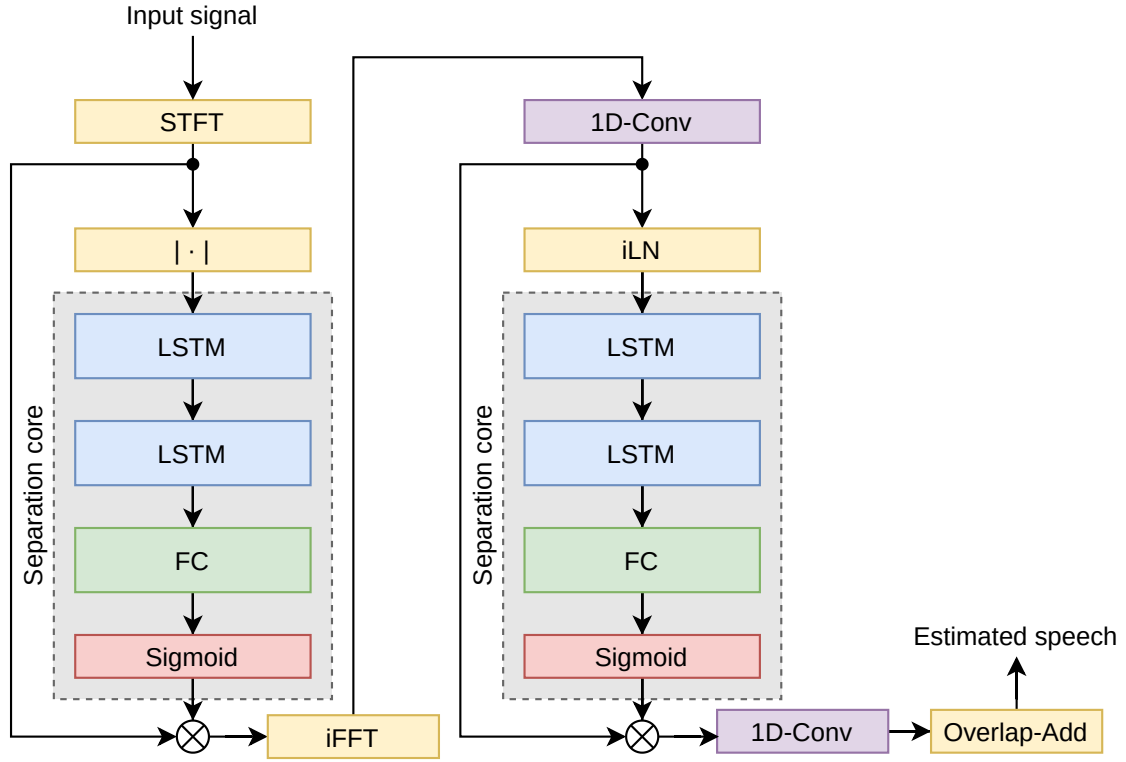 Input signal
STFT
| · |
Separation core
LSTM
LSTM
FC
Sigmoid
iFFT
1D-Conv
iLN
Separation core
LSTM
LSTM
FC
Sigmoid
1D-Conv
Overlap-Add
Estimated speech